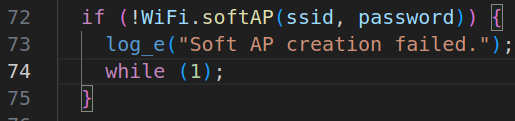 72 if (!WiFi.softAP(ssid, password)) {
73 log_e("Soft AP creation failed.");
74 while (1);
75 }